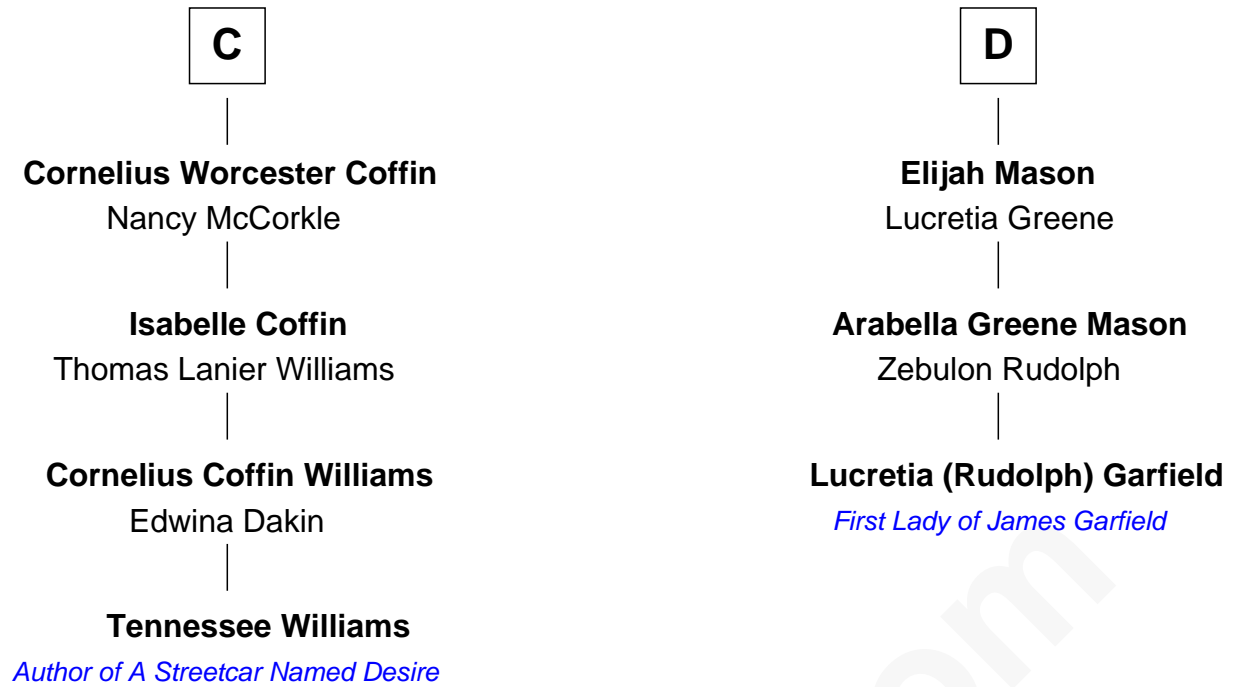 C
Cornelius Worcester Coffin
Nancy McCorkle
Isabelle Coffin
Thomas Lanier Williams
Cornelius Coffin Williams
Edwina Dakin
Tennessee Williams
Author of A Streetcar Named Desire
D
Elijah Mason
Lucretia Greene
Arabella Greene Mason
Zebulon Rudolph
Lucretia (Rudolph) Garfield
First Lady of James Garfield
om